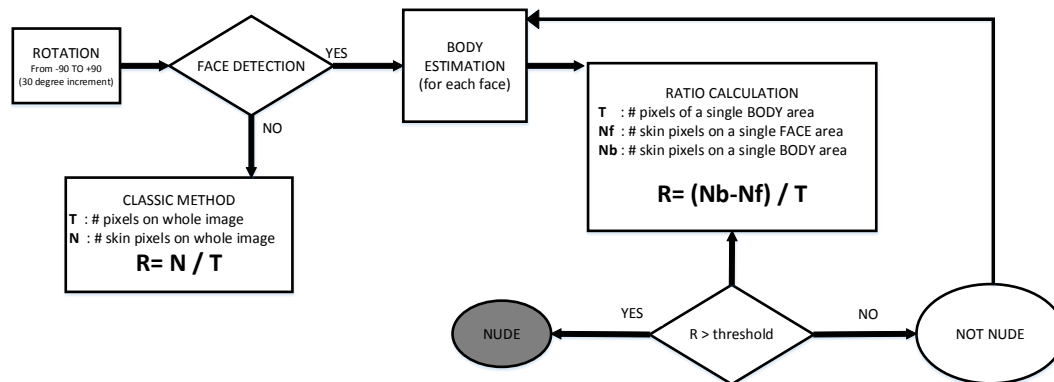 ROTATION
From -90 TO +90
(30 degree increment)
FACE DETECTION
YES
BODY
ESTIMATION
(for each face)
NO
RATIO CALCULATION
T : # pixels of a single BODY area
Nf : # skin pixels on a single FACE area
Nb : # skin pixels on a single BODY area
R= (Nb-Nf) / T
CLASSIC METHOD
T : # pixels on whole image
N : # skin pixels on whole image
R= N / T
NUDE
YES
R > threshold
NO
NOT NUDE